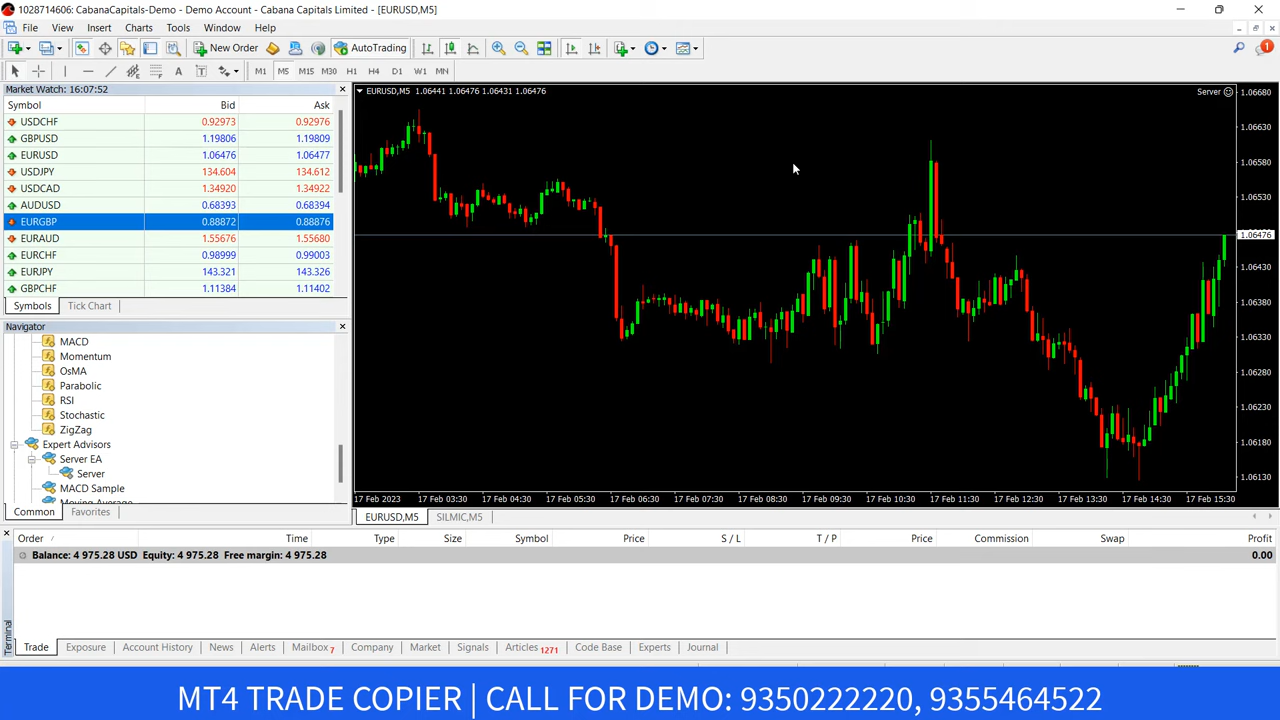 1028714606: CabanaCapitals-Demo - Demo Account - Cabana Capitals Limited - [EURUSD,M5]
File View Insert Charts Tools Window Help
New Order AutoTrading 1
A T M1 M5 M15 M30 H1 H4 D1 W1 MN
Market Watch: 16:07:52
Symbol Bid Ask
USDCHF 0.92973 0.92976
GBPUSD 1.19806 1.19809
EURUSD 1.06476 1.06477
USDJPY 134.604 134.612
USDCAD 1.34920 1.34922
AUDUSD 0.68393 0.68394
EURGBP 0.88872 0.88876
EURAUD 1.55676 1.55680
EURCHF 0.98999 0.99003
EURJPY 143.321 143.326
GBPCHF 1.11384 1.11402
Symbols Tick Chart
Navigator
MACD
Momentum
OsMA
Parabolic
RSI
Stochastic
ZigZag
Expert Advisors
Server EA
Server
MACD Sample
Moving Average
Common Favorites
EURUSD,M5 1.06441 1.06476 1.06431 1.06476
Server
1.06680
1.06630
1.06580
1.06530
1.06476
1.06430
1.06380
1.06330
1.06280
1.06230
1.06180
1.06130
17 Feb 2023 17 Feb 03:30 17 Feb 04:30 17 Feb 05:30 17 Feb 06:30 17 Feb 07:30 17 Feb 08:30 17 Feb 09:30 17 Feb 10:30 17 Feb 11:30 17 Feb 12:30 17 Feb 13:30 17 Feb 14:30 17 Feb 15:30
EURUSD,M5 SILMIC,M5
Order / Time Type Size Symbol Price S / L T / P Price Commission Swap Profit
Balance: 4 975.28 USD Equity: 4 975.28 Free margin: 4 975.28 0.00
Terminal
Trade Exposure Account History News Alerts Mailbox 7 Company Market Signals Articles 1271 Code Base Experts Journal
MT4 TRADE COPIER | CALL FOR DEMO: 9350222220, 9355464522